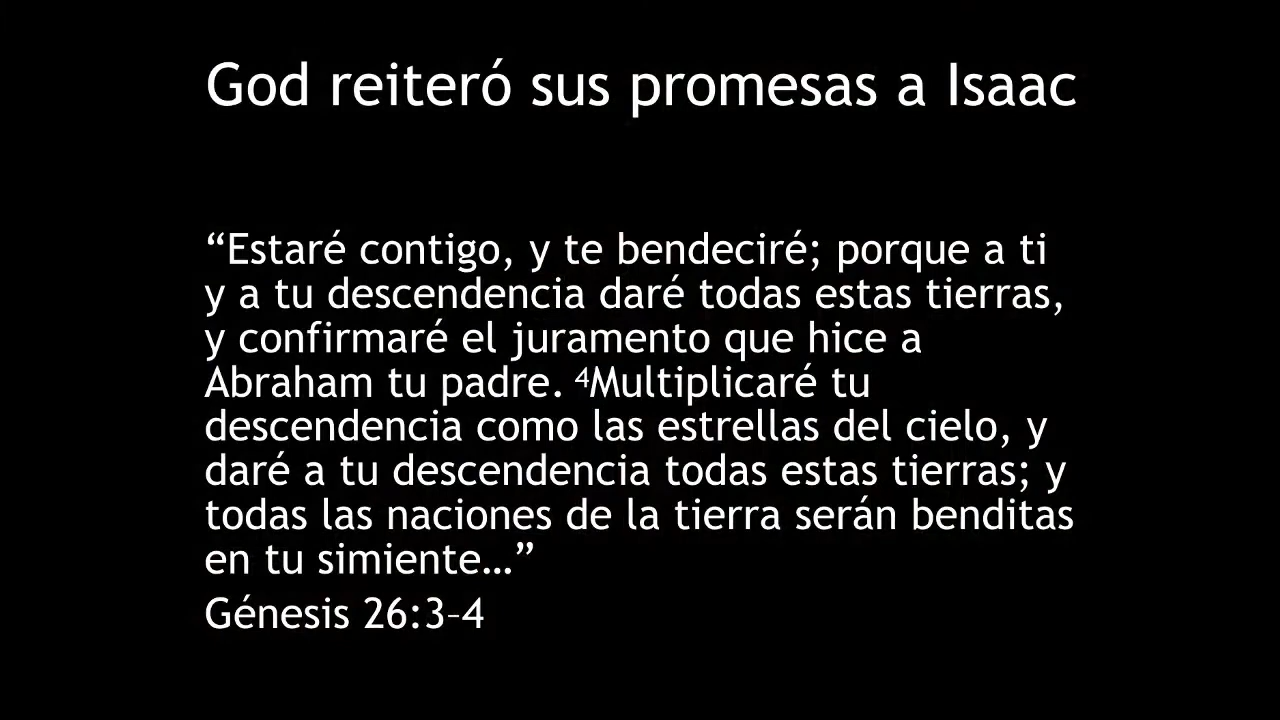 God reiteró sus promesas a Isaac
“Estaré contigo, y te bendeciré; porque a ti
y a tu descendencia daré todas estas tierras,
y confirmaré el juramento que hice a
Abraham tu padre. ⁴Multiplicaré tu
descendencia como las estrellas del cielo, y
daré a tu descendencia todas estas tierras; y
todas las naciones de la tierra serán benditas
en tu simiente…”
Génesis 26:3–4